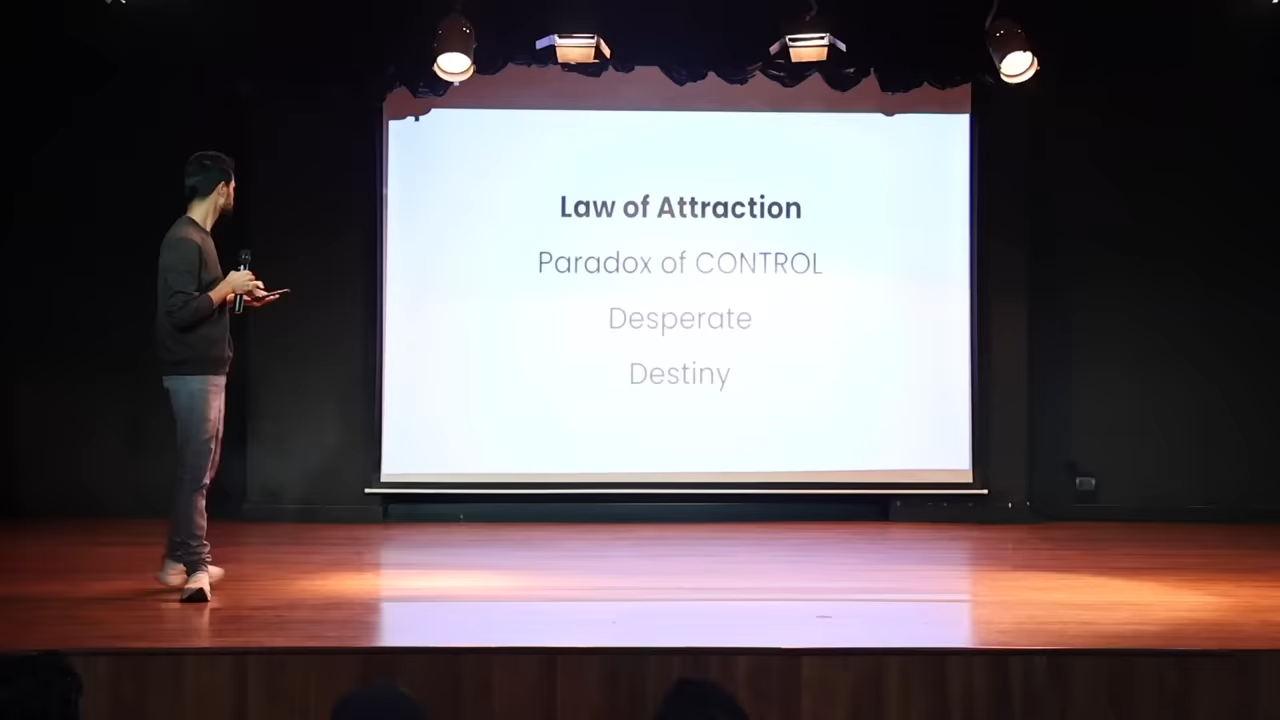 Law of Attraction
Paradox of CONTROL
Desperate
Destiny